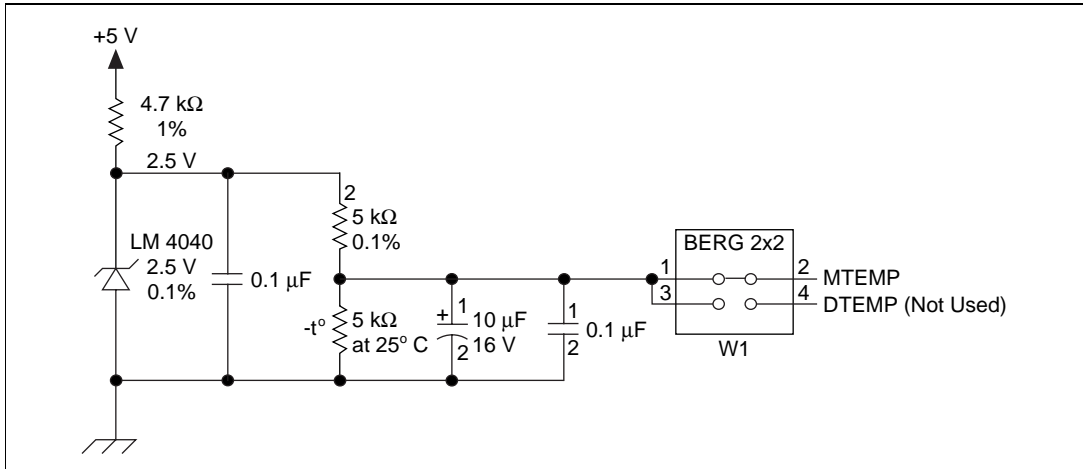 +5 V
4.7 kΩ
1%
2.5 V
2
5 kΩ
0.1%
LM 4040
2.5 V
0.1%
0.1 µF
-t°
5 kΩ
at 25° C
+
1
10 µF
16 V
2
1
0.1 µF
2
BERG 2x2
1
2
MTEMP
3
4
DTEMP (Not Used)
W1